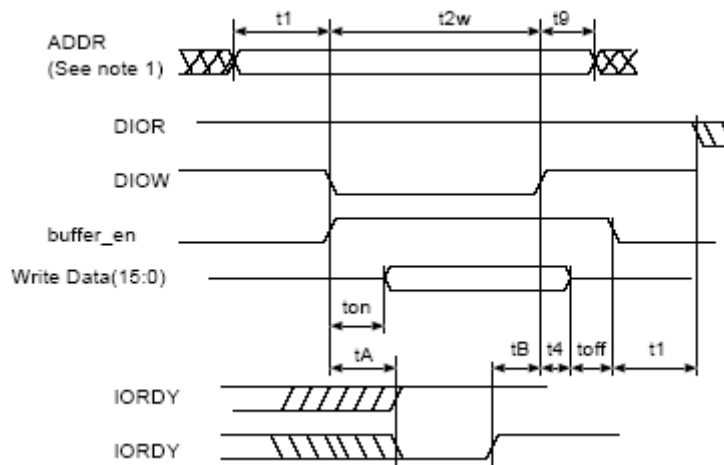 t1 t2w t9
ADDR
(See note 1)
DIOR
DIOW
buffer_en
Write Data(15:0)
ton
tA tB t4 toff t1
IORDY
IORDY